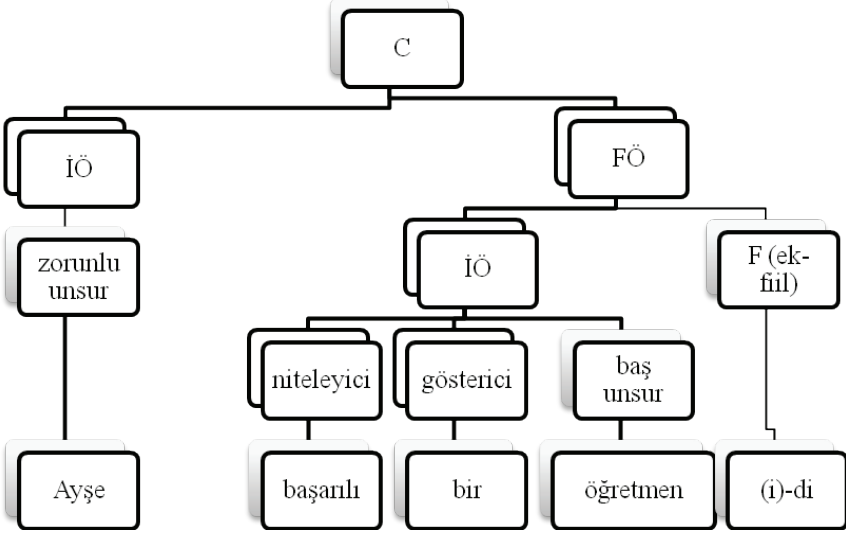 C
İÖ
FÖ
zorunlu
unsur
İÖ
F (ek-
fiil)
niteleyici
gösterici
baş
unsur
Ayşe
başarılı
bir
öğretmen
(i)-di